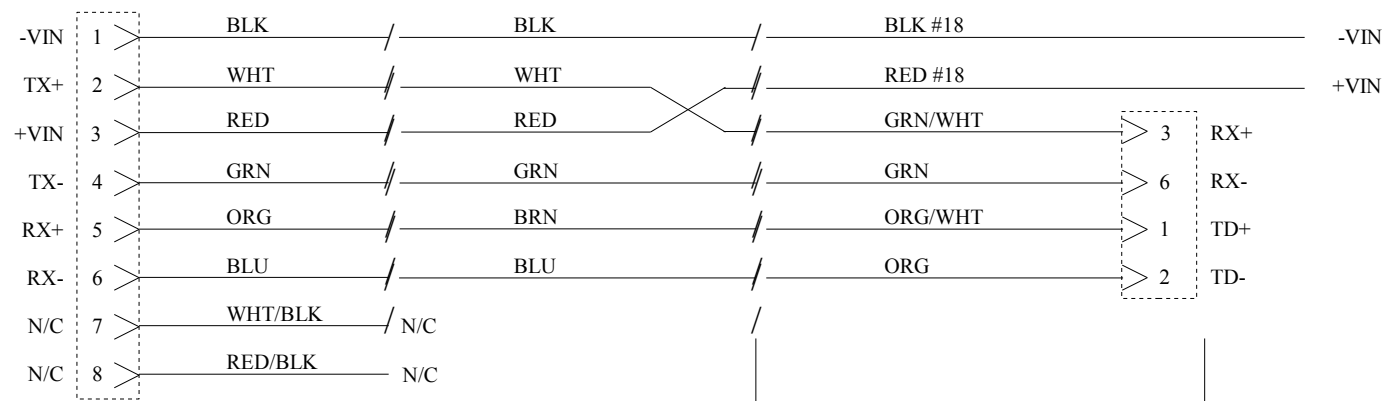 -VIN 1 BLK BLK BLK #18 -VIN
TX+ 2 WHT WHT RED #18 +VIN
+VIN 3 RED RED GRN/WHT 3 RX+
TX- 4 GRN GRN GRN 6 RX-
RX+ 5 ORG BRN ORG/WHT 1 TD+
RX- 6 BLU BLU ORG 2 TD-
N/C 7 WHT/BLK N/C
N/C 8 RED/BLK N/C